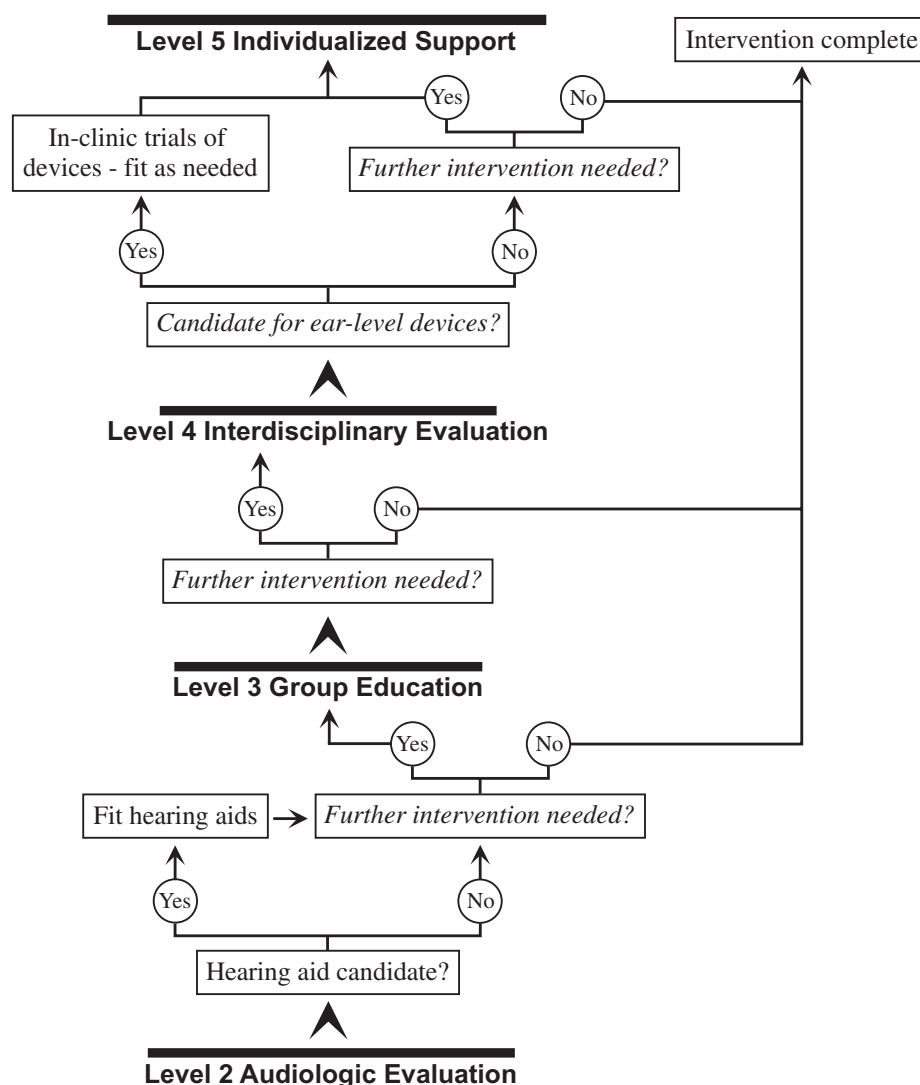 Level 5 Individualized Support
Intervention complete
Yes
No
In-clinic trials of
devices - fit as needed
Further intervention needed?
Yes
No
Candidate for ear-level devices?
Level 4 Interdisciplinary Evaluation
Yes
No
Further intervention needed?
Level 3 Group Education
Yes
No
Fit hearing aids
Further intervention needed?
Yes
No
Hearing aid candidate?
Level 2 Audiologic Evaluation